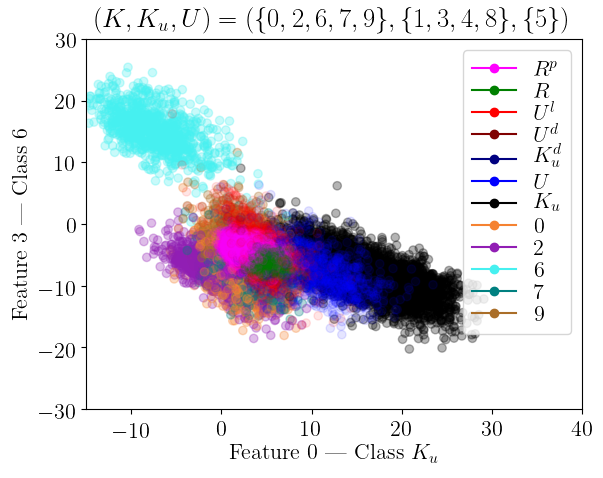 (K, K_u, U) = ({0, 2, 6, 7, 9}, {1, 3, 4, 8}, {5})
30
20
10
0
−10
−20
−30
Feature 3 — Class 6
R^p
R
U^l
U^d
K_u^d
U
K_u
0
2
6
7
9
−10
0
10
20
30
40
Feature 0 — Class K_u